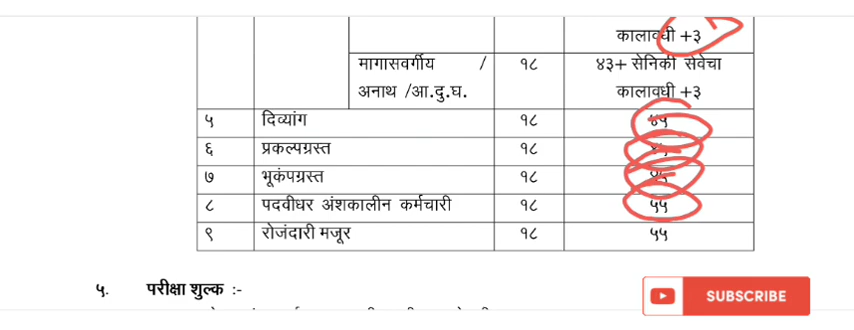 कालावधी +३
मागासवर्गीय / १८ ४३+ सेनिकी सेवेचा
अनाथ /आ.दु.घ. कालावधी +३
५ दिव्यांग १८ ४५
६ प्रकल्पग्रस्त १८
७ भूकंपग्रस्त १८
८ पदवीधर अंशकालीन कर्मचारी १८ ५५
९ रोजंदारी मजूर १८ ५५
५. परीक्षा शुल्क :-
SUBSCRIBE